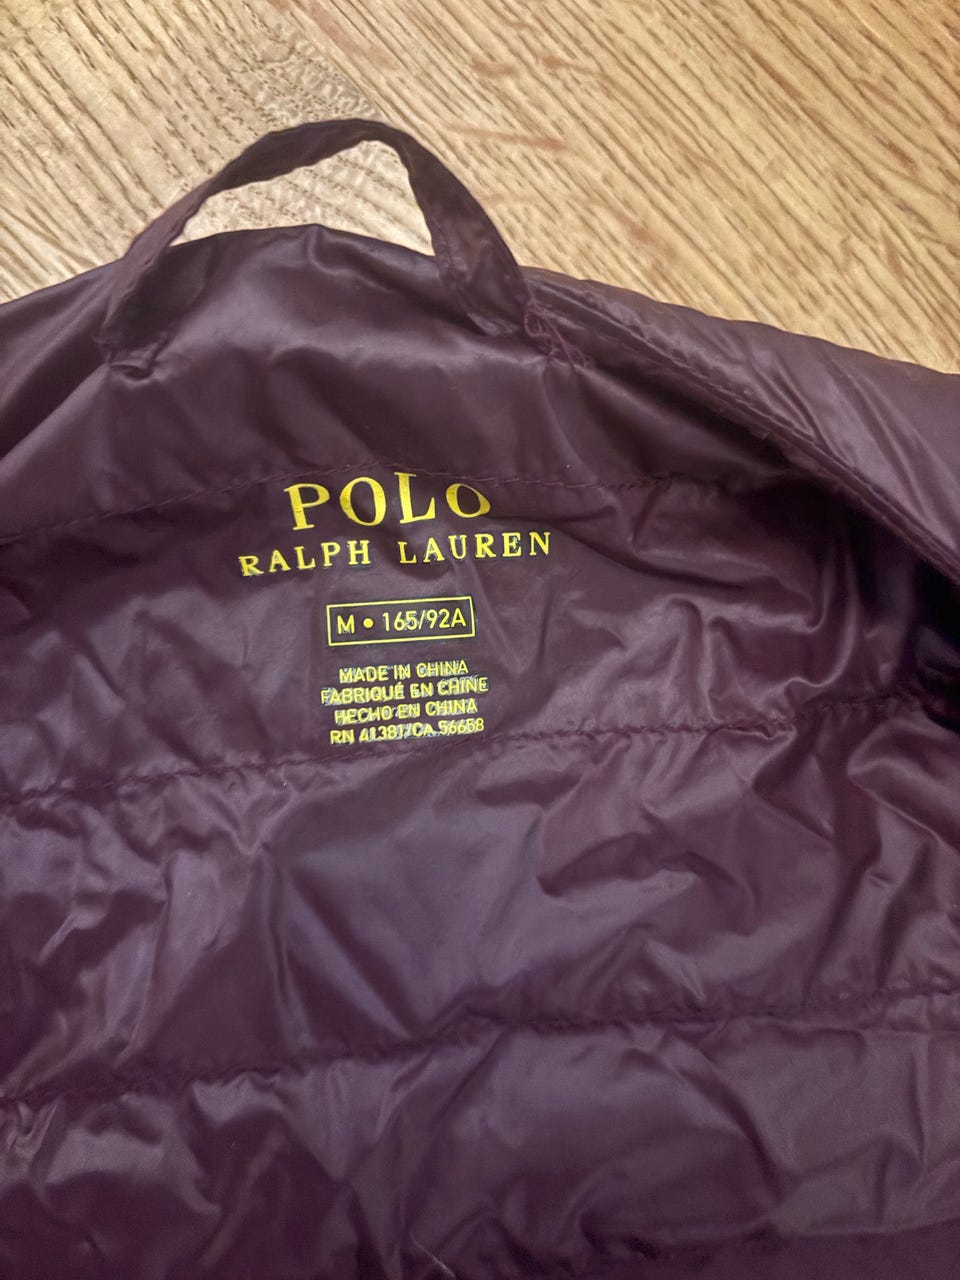 POLO
RALPH LAUREN
M • 165/92A
MADE IN CHINA
FABRIQUÉ EN CHINE
HECHO EN CHINA
RN 41381/CA 56658